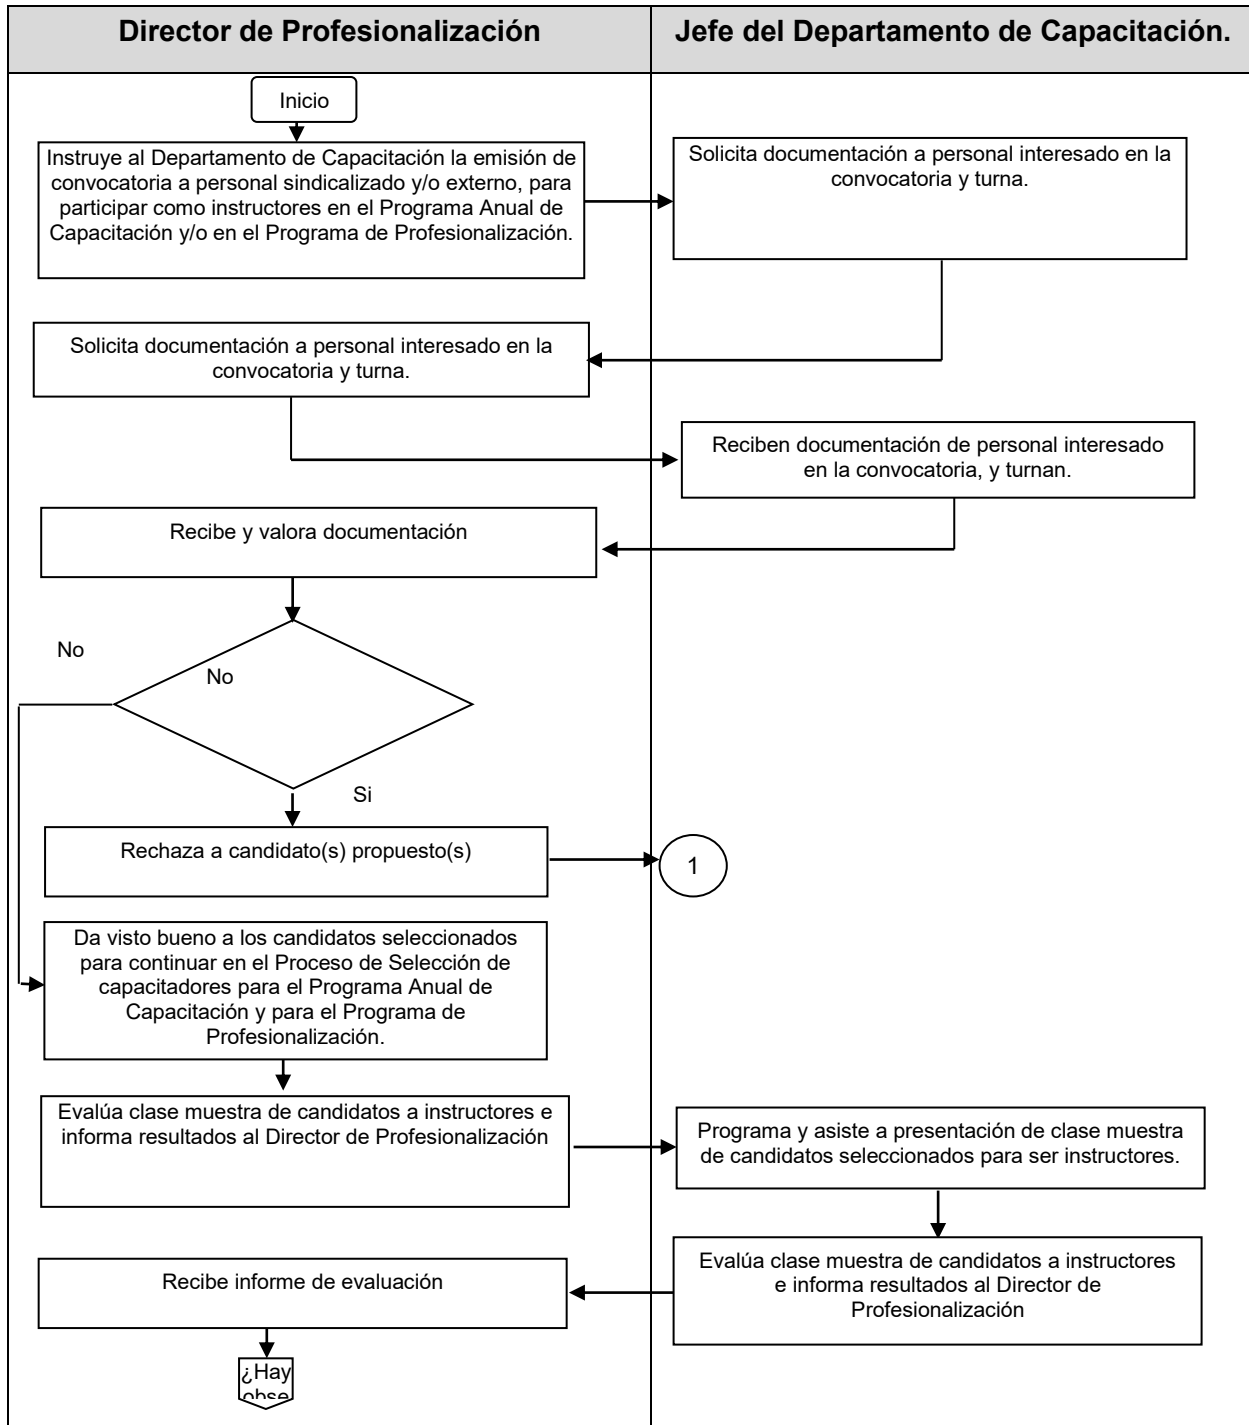 Director de Profesionalización
Jefe del Departamento de Capacitación.
Inicio
Instruye al Departamento de Capacitación la emisión de
convocatoria a personal sindicalizado y/o externo, para
participar como instructores en el Programa Anual de
Capacitación y/o en el Programa de Profesionalización.
Solicita documentación a personal interesado en la
convocatoria y turna.
Solicita documentación a personal interesado en la
convocatoria y turna.
Reciben documentación de personal interesado
en la convocatoria, y turnan.
Recibe y valora documentación
No
No
Si
Rechaza a candidato(s) propuesto(s)
1
Da visto bueno a los candidatos seleccionados
para continuar en el Proceso de Selección de
capacitadores para el Programa Anual de
Capacitación y para el Programa de
Profesionalización.
Evalúa clase muestra de candidatos a instructores e
informa resultados al Director de Profesionalización
Programa y asiste a presentación de clase muestra
de candidatos seleccionados para ser instructores.
Evalúa clase muestra de candidatos a instructores
e informa resultados al Director de
Profesionalización
Recibe informe de evaluación
¿Hay
obse